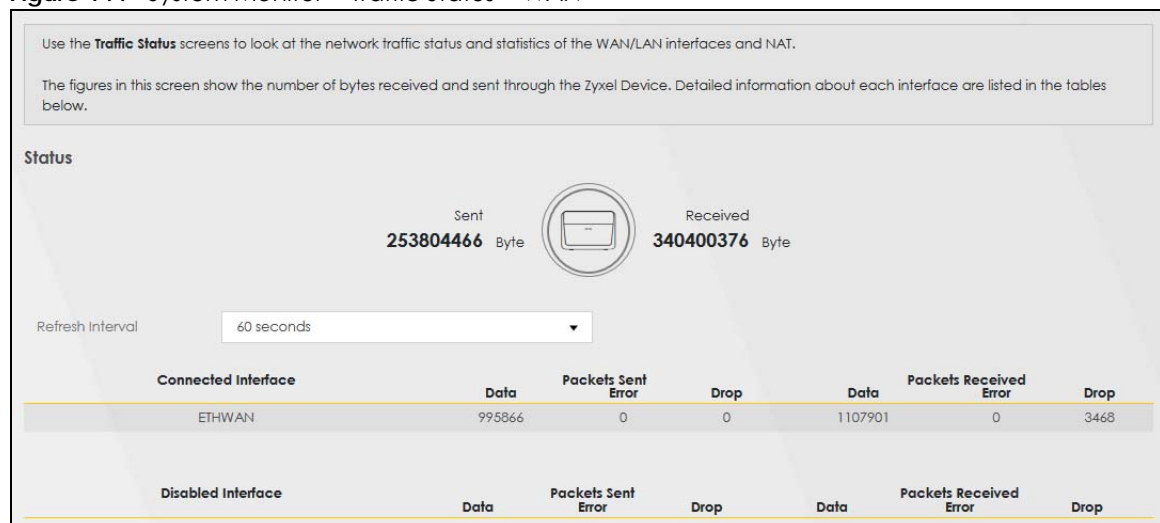 Use the Traffic Status screens to look at the network traffic status and statistics of the WAN/LAN interfaces and NAT.
The figures in this screen show the number of bytes received and sent through the Zyxel Device. Detailed information about each interface are listed in the tables
below.
Status
Sent
253804466 Byte
Received
340400376 Byte
Refresh Interval 60 seconds
Connected Interface Packets Sent Packets Received
Data Error Drop Data Error Drop
ETHWAN 995866 0 0 1107901 0 3468
Disabled Interface Packets Sent Packets Received
Data Error Drop Data Error Drop